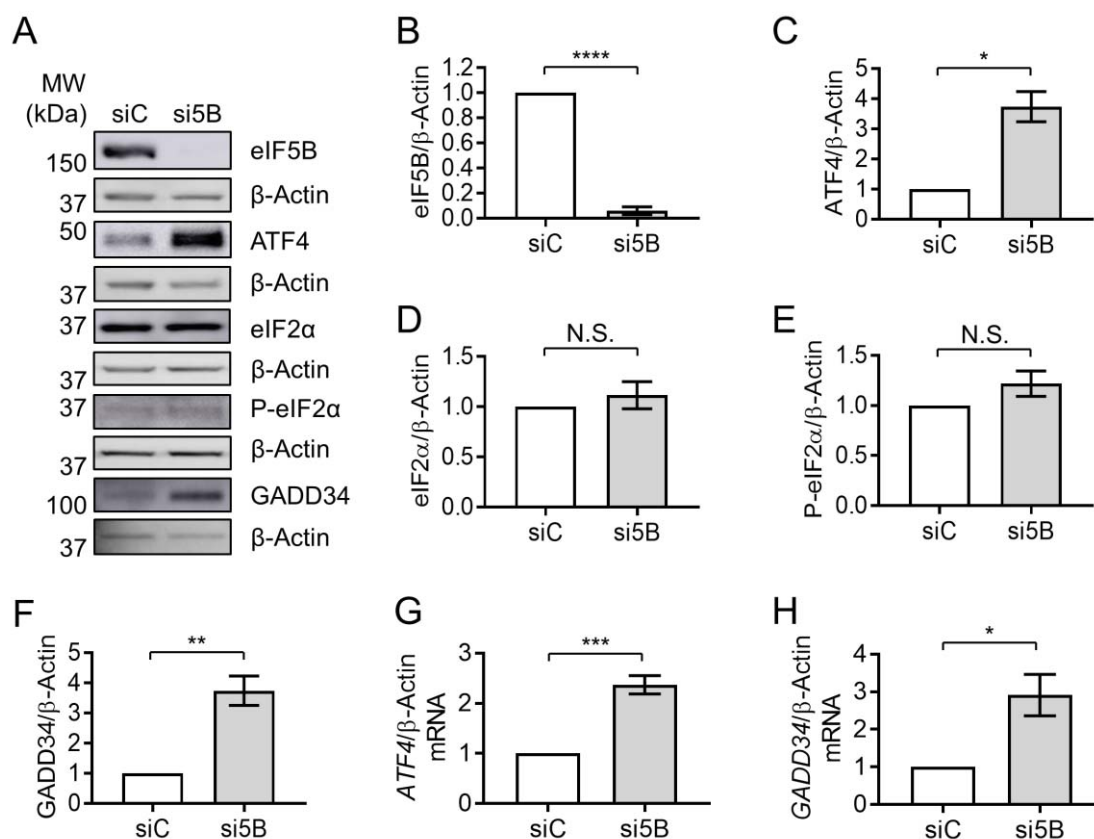 A
MW
(kDa)
siC si5B
150 eIF5B
37 β-Actin
50 ATF4
37 β-Actin
37 eIF2α
37 β-Actin
37 P-eIF2α
37 β-Actin
100 GADD34
37 β-Actin
B
****
eIF5B/β-Actin
1.2
1.0
0.8
0.6
0.4
0.2
0.0
siC si5B
C
*
ATF4/β-Actin
5
4
3
2
1
0
siC si5B
D
N.S.
eIF2α/β-Actin
1.5
1.0
0.5
0.0
siC si5B
E
N.S.
P-eIF2α/β-Actin
1.5
1.0
0.5
0.0
siC si5B
F
**
GADD34/β-Actin
5
4
3
2
1
0
siC si5B
G
***
ATF4/β-Actin
mRNA
3
2
1
0
siC si5B
H
*
GADD34/β-Actin
mRNA
4
3
2
1
0
siC si5B